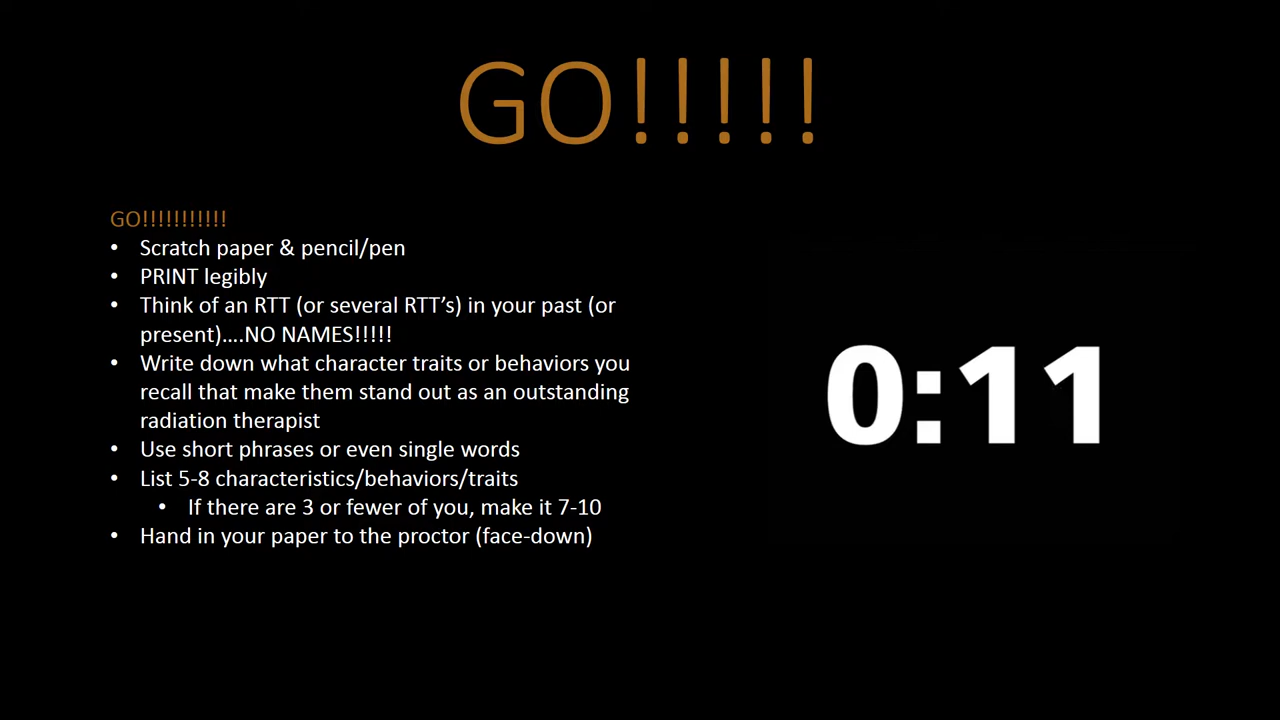 GO!!!!!
GO!!!!!!!!!!!
• Scratch paper & pencil/pen
• PRINT legibly
• Think of an RTT (or several RTT’s) in your past (or
present)….NO NAMES!!!!!
• Write down what character traits or behaviors you
recall that make them stand out as an outstanding
radiation therapist
• Use short phrases or even single words
• List 5-8 characteristics/behaviors/traits
• If there are 3 or fewer of you, make it 7-10
• Hand in your paper to the proctor (face-down)
0:11